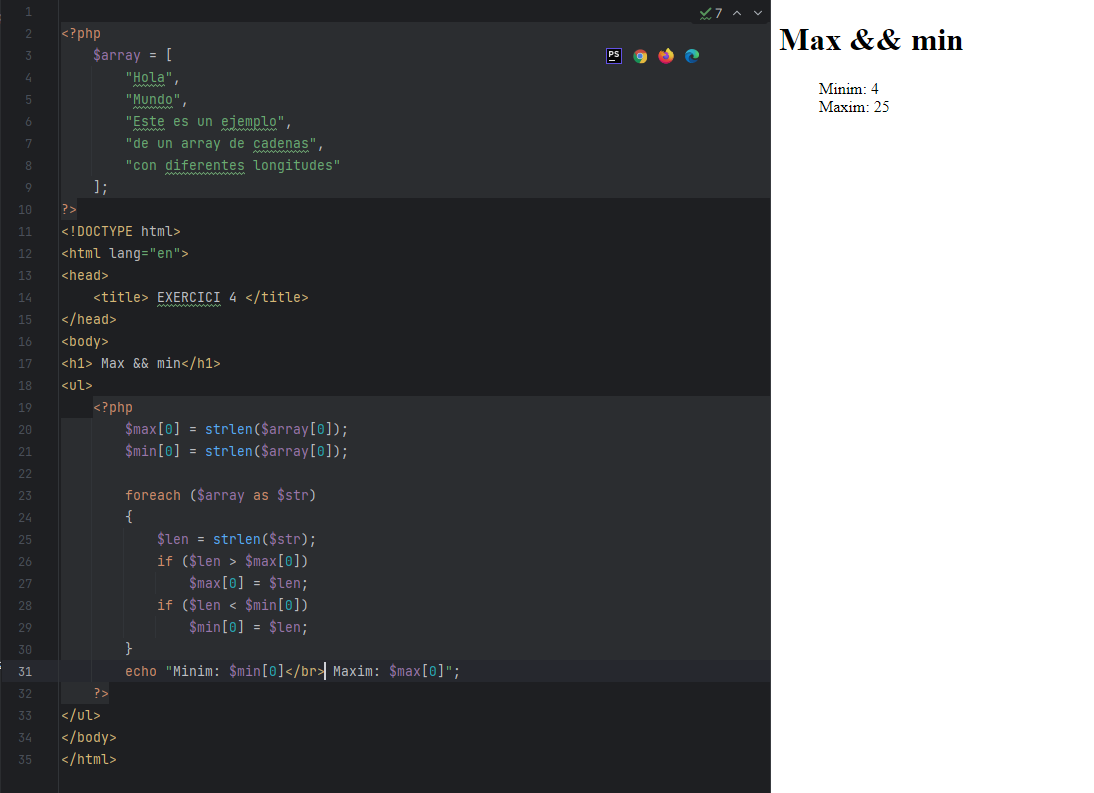 1
7
2 <?php
3     $array = [
PS
4         "Hola",
5         "Mundo",
6         "Este es un ejemplo",
7         "de un array de cadenas",
8         "con diferentes longitudes"
9     ];
10 ?>
11 <!DOCTYPE html>
12 <html lang="en">
13 <head>
14     <title> EXERCICI 4 </title>
15 </head>
16 <body>
17 <h1> Max && min</h1>
18 <ul>
19     <?php
20         $max[0] = strlen($array[0]);
21         $min[0] = strlen($array[0]);
22
23         foreach ($array as $str)
24         {
25             $len = strlen($str);
26             if ($len > $max[0])
27                 $max[0] = $len;
28             if ($len < $min[0])
29                 $min[0] = $len;
30         }
31         echo "Minim: $min[0]</br> Maxim: $max[0]";
32     ?>
33 </ul>
34 </body>
35 </html>
Max && min
Minim: 4
Maxim: 25